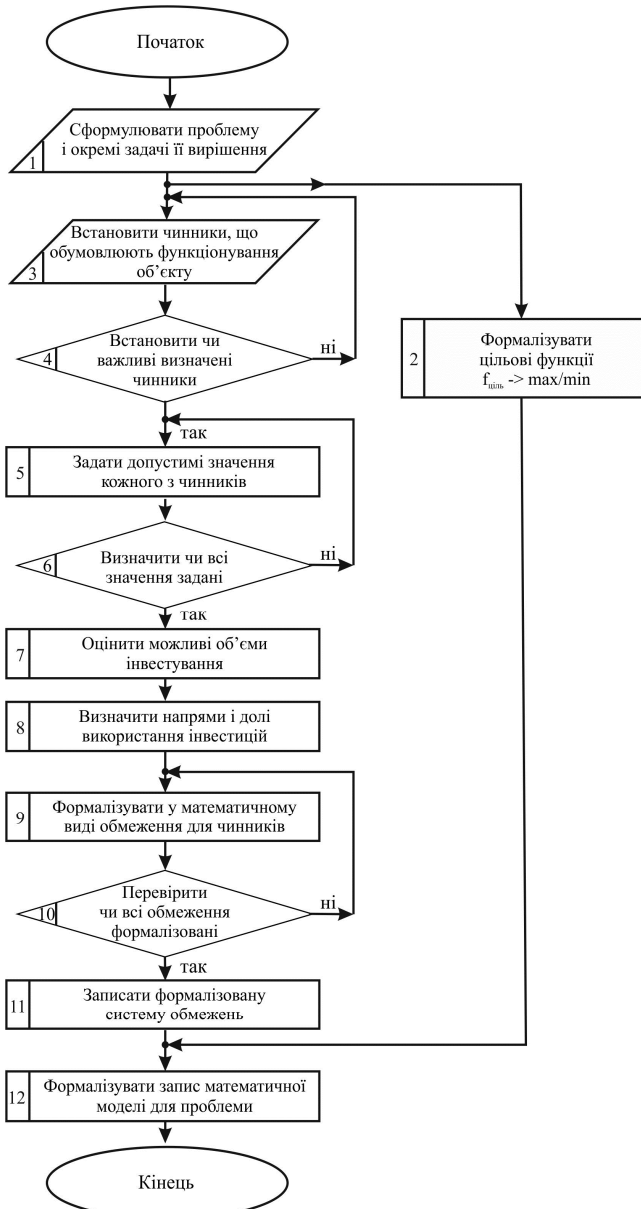 Початок
Сформулювати проблему
і окремі задачі її вирішення
1
Встановити чинники, що
обумовлюють функціонування
об’єкту
3
Встановити чи
важливі визначені
чинники
4
ні
так
2
Формалізувати
цільові функції
f ціль -> max/min
5
Задати допустимі значення
кожного з чинників
6
Визначити чи всі
значення задані
ні
так
7
Оцінити можливі об’єми
інвестування
8
Визначити напрями і долі
використання інвестицій
9
Формалізувати у математичному
виді обмеження для чинників
10
Перевірити
чи всі обмеження
формалізовані
ні
так
11
Записати формалізовану
систему обмежень
12
Формалізувати запис математичної
моделі для проблеми
Кінець